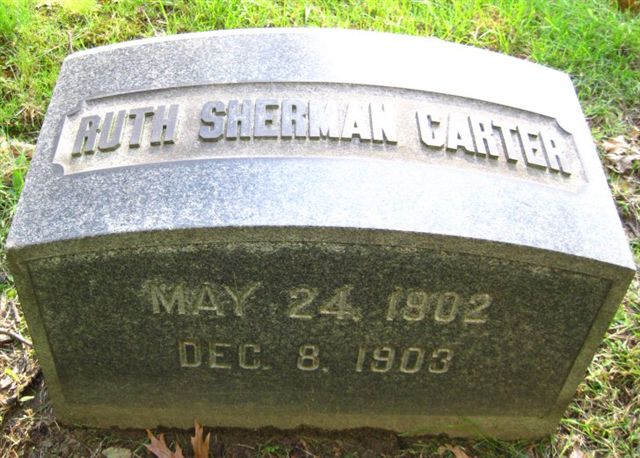 RUTH SHERMAN CARTER
MAY 24, 1902
DEC. 8, 1903